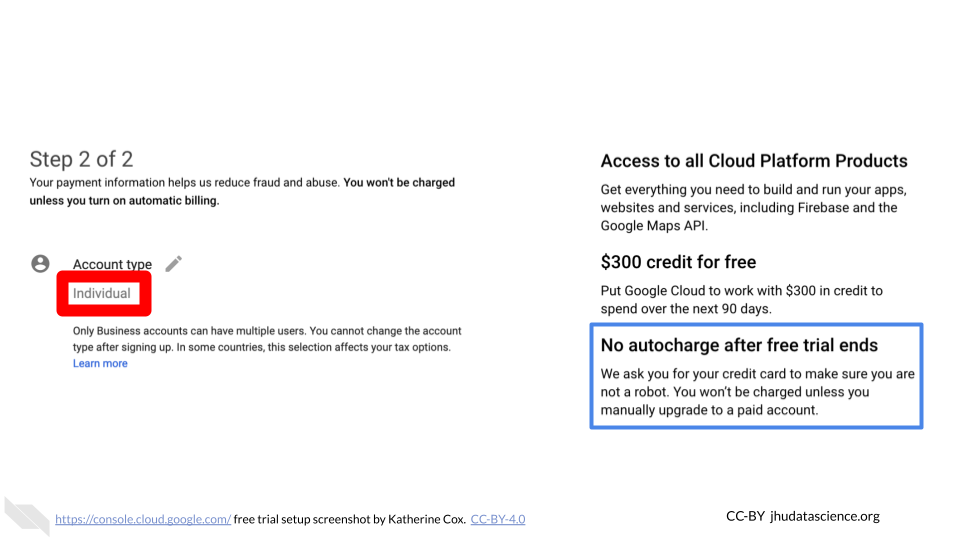 Step 2 of 2
Your payment information helps us reduce fraud and abuse. You won't be charged
unless you turn on automatic billing.
Account type
Individual
Only Business accounts can have multiple users. You cannot change the account
type after signing up. In some countries, this selection affects your tax options.
Learn more
Access to all Cloud Platform Products
Get everything you need to build and run your apps,
websites and services, including Firebase and the
Google Maps API.
$300 credit for free
Put Google Cloud to work with $300 in credit to
spend over the next 90 days.
No autocharge after free trial ends
We ask you for your credit card to make sure you are
not a robot. You won’t be charged unless you
manually upgrade to a paid account.
https://console.cloud.google.com/ free trial setup screenshot by Katherine Cox. CC-BY-4.0
CC-BY jhudatascience.org